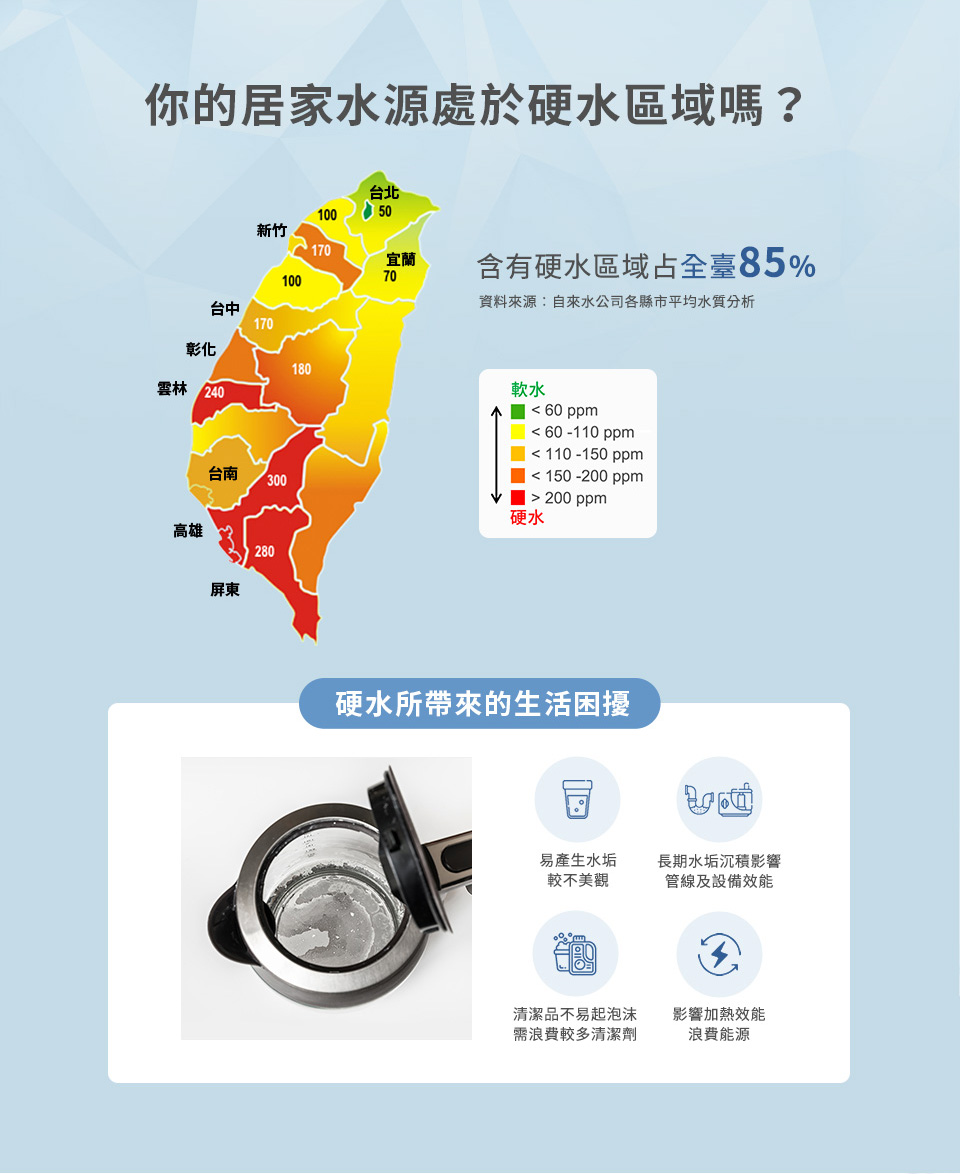 你的居家水源處於硬水區域嗎？
台北
50
100
新竹
170
宜蘭
70
100
台中
170
彰化
180
雲林
240
台南
300
高雄
280
屏東
含有硬水區域占全臺85%
資料來源：自來水公司各縣市平均水質分析
軟水
< 60 ppm
< 60 -110 ppm
< 110 -150 ppm
< 150 -200 ppm
> 200 ppm
硬水
硬水所帶來的生活困擾
易產生水垢
較不美觀
長期水垢沉積影響
管線及設備效能
清潔品不易起泡沫
需浪費較多清潔劑
影響加熱效能
浪費能源